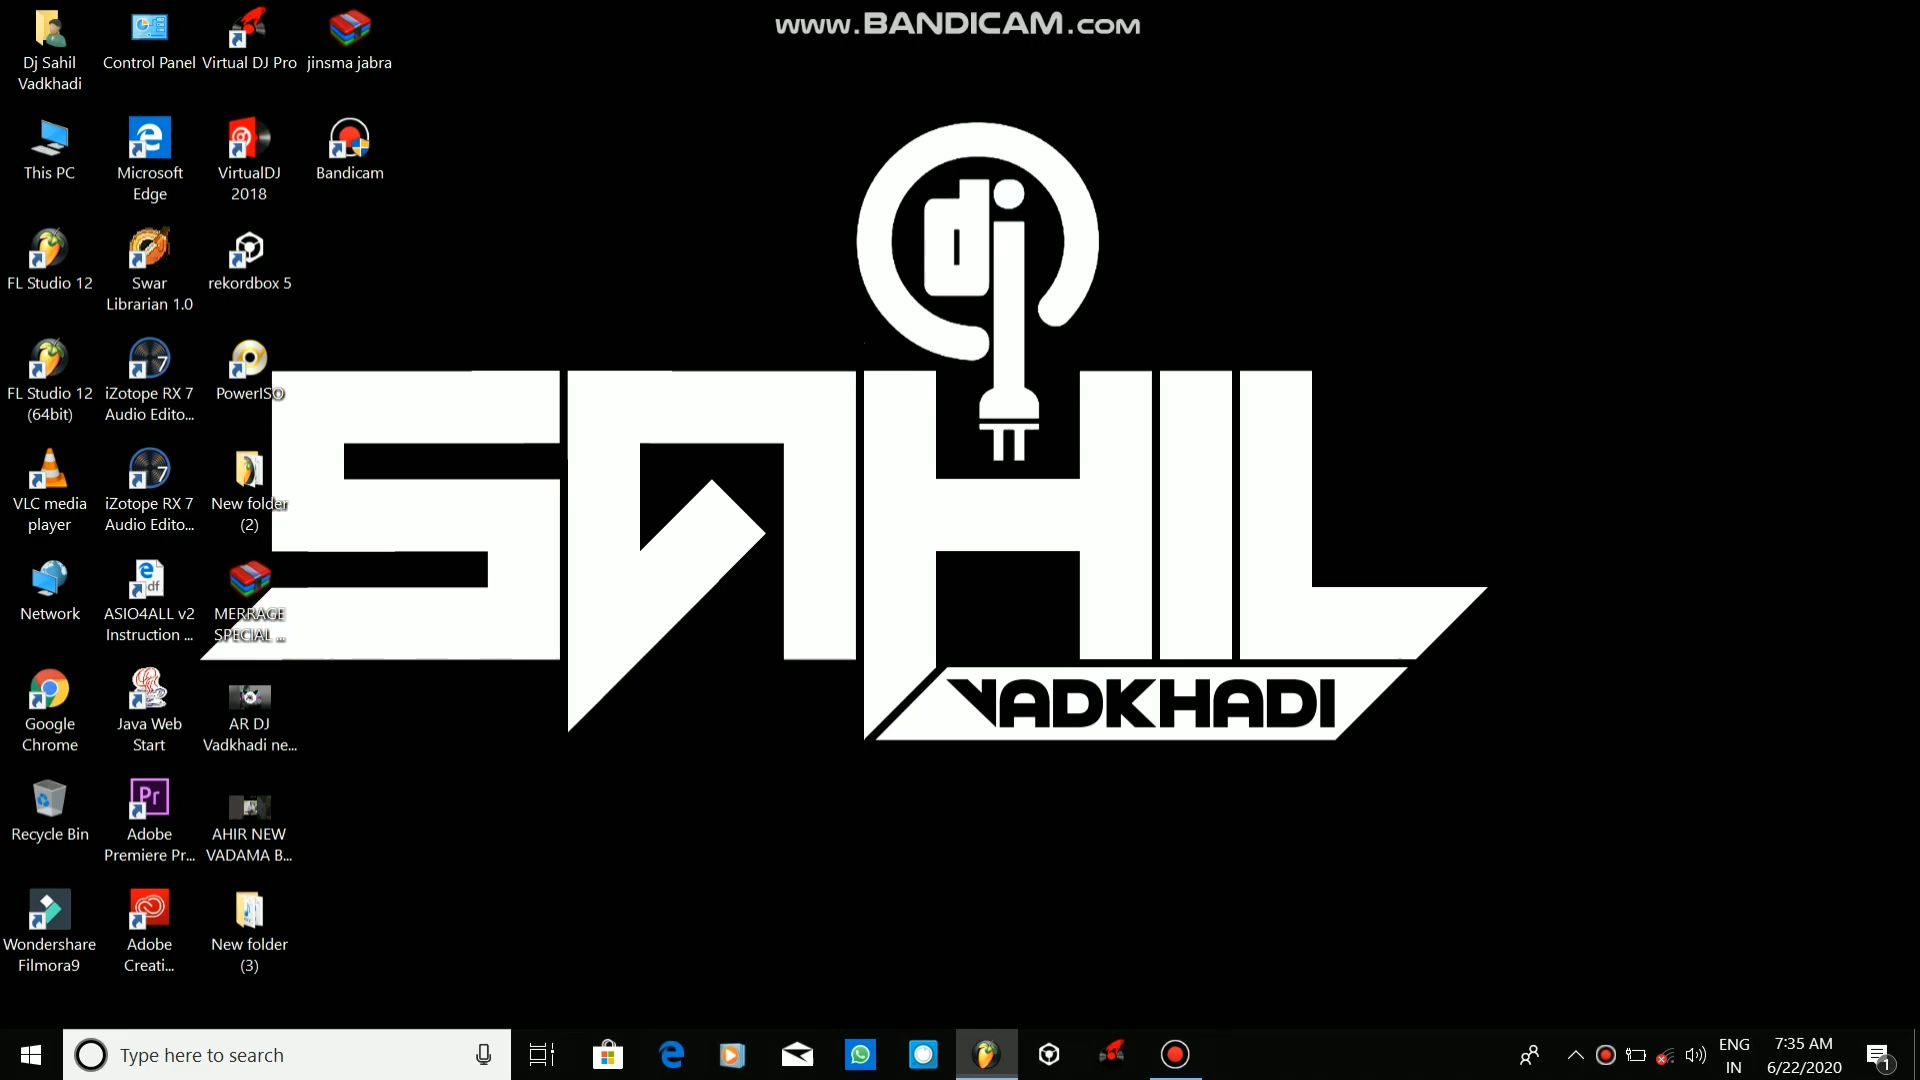 www.BANDICAM.com
Dj Sahil
Vadkhadi
Control Panel
Virtual DJ Pro
jinsma jabra
This PC
Microsoft
Edge
VirtualDJ
2018
Bandicam
FL Studio 12
Swar
Librarian 1.0
rekordbox 5
FL Studio 12
(64bit)
iZotope RX 7
Audio Edito...
PowerISO
VLC media
player
iZotope RX 7
Audio Edito...
New folder
(2)
Network
ASIO4ALL v2
Instruction ...
MERRAGE
SPECIAL ...
Google
Chrome
Java Web
Start
AR DJ
Vadkhadi ne...
Recycle Bin
Adobe
Premiere Pr...
AHIR NEW
VADAMA B...
Wondershare
Filmora9
Adobe
Creati...
New folder
(3)
dj
SAHIL
VADKHADI
Type here to search
ENG
IN
7:35 AM
6/22/2020
1